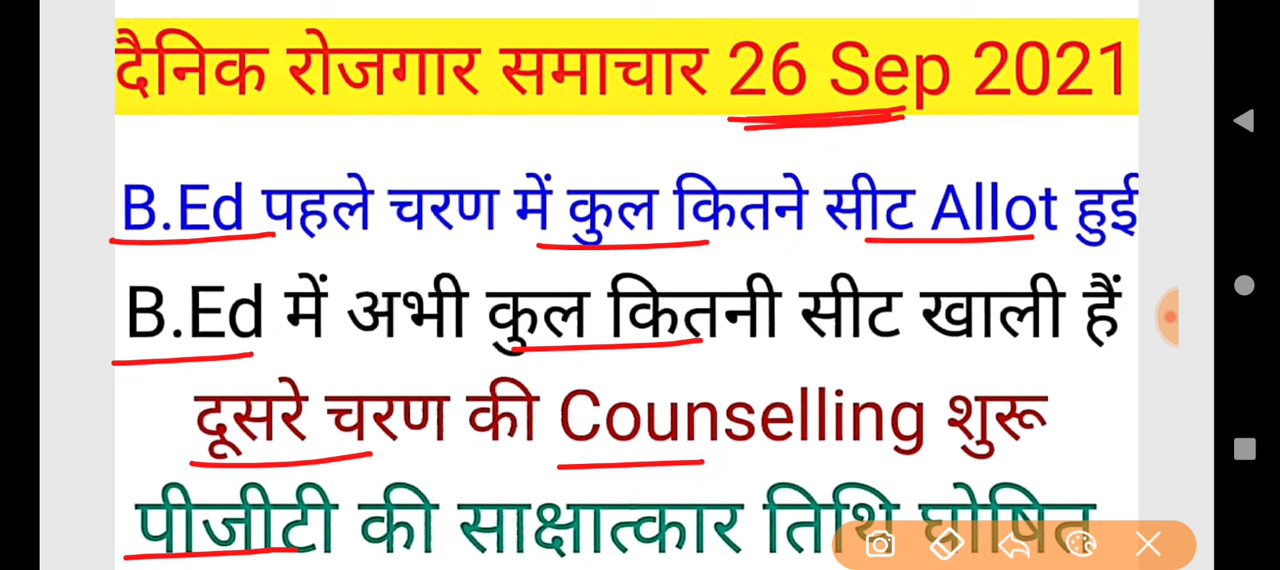 दैनिक रोजगार समाचार 26 Sep 2021
B.Ed पहले चरण में कुल कितने सीट Allot हुई
B.Ed में अभी कुल कितनी सीट खाली हैं
दूसरे चरण की Counselling शुरू
पीजीटी की साक्षात्कार तिथि घोषित